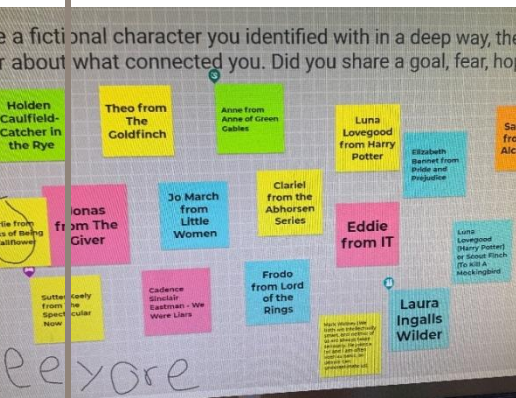 e a fictional character you identified with in a deep way, the
r about what connected you. Did you share a goal, fear, hop
Holden
Caulfield-
Catcher in
the Rye
Theo from
The
Goldfinch
Anne from
Anne of Green
Gables
Luna
Lovegood
from Harry
Potter
Elizabeth
Bennet from
Pride and
Prejudice
Sa
fro
Alc
lie from
s of Being
allflower
Jonas
from The
Giver
Jo March
from
Little
Women
Clariel
from the
Abhorsen
Series
Eddie
from IT
Luna
Lovegood
(Harry Potter)
or Scout Finch
(To Kill A
Mockingbird
Sutter Keely
from The
Spectacular
Now
Cadence
Sinclair
Eastman - We
Were Liars
Frodo
from Lord
of the
Rings
Laura
Ingalls
Wilder
eeyore